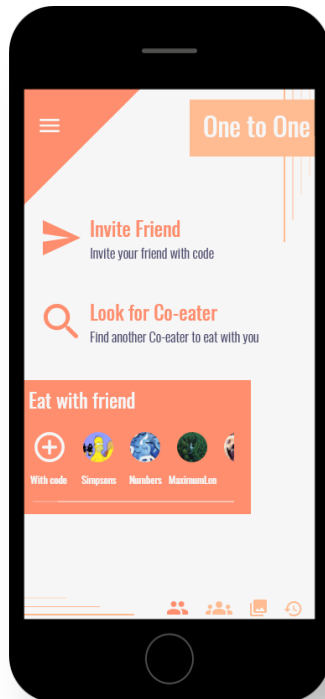 One to One
Invite Friend
Invite your friend with code
Look for Co-eater
Find another Co-eater to eat with you
Eat with friend
With code Simpsons Numbers MaximumLen